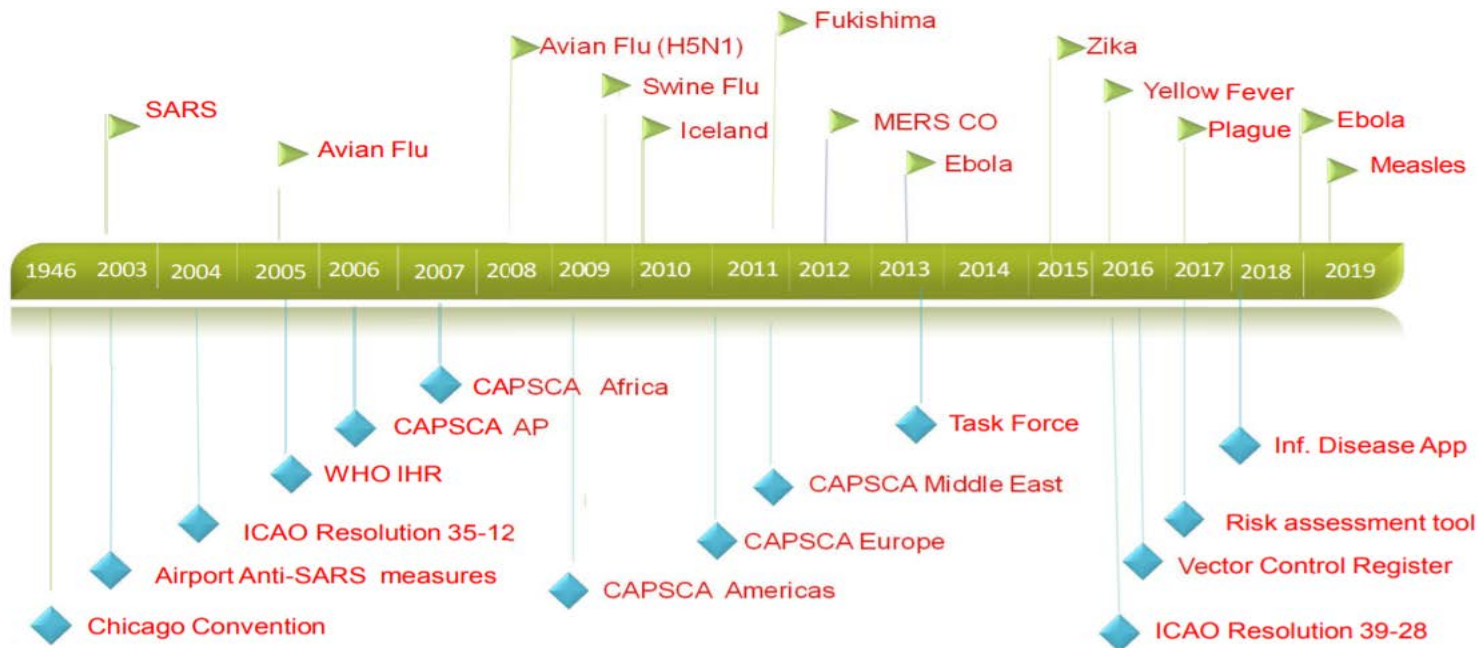 Fukishima
Avian Flu (H5N1)
Zika
Swine Flu
Yellow Fever
SARS
Iceland
MERS CO
Plague
Ebola
Avian Flu
Ebola
Measles
1946 2003 2004 2005 2006 2007 2008 2009 2010 2011 2012 2013 2014 2015 2016 2017 2018 2019
CAPSCA Africa
CAPSCA AP
Task Force
Inf. Disease App
WHO IHR
CAPSCA Middle East
ICAO Resolution 35-12
Risk assessment tool
CAPSCA Europe
Airport Anti-SARS measures
Vector Control Register
CAPSCA Americas
Chicago Convention
ICAO Resolution 39-28